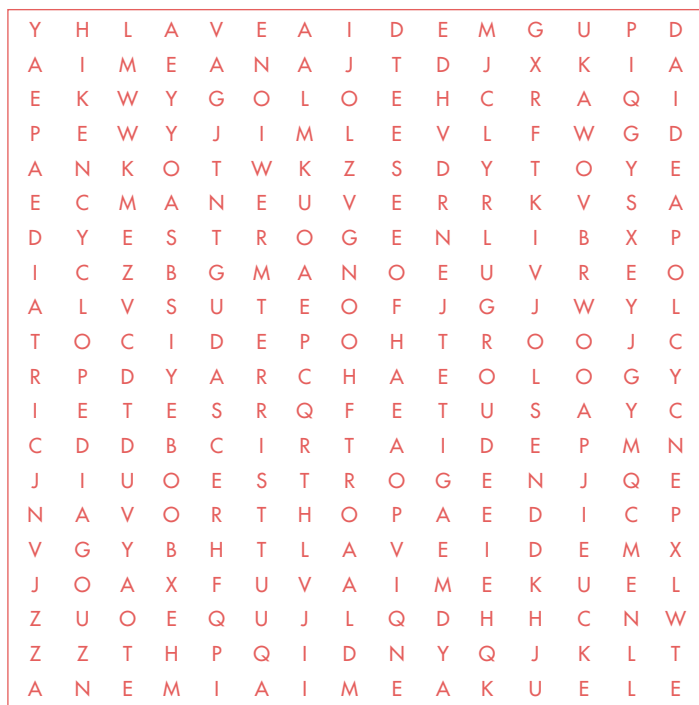 Y H L A V E A I D E M G U P D
A I M E A N A J T D J X K I A
E K W Y G O L O E H C R A Q I
P E W Y J I M L E V L F W G D
A N K O T W K Z S D Y T O Y E
E C M A N E U V E R R K V S A
D Y E S T R O G E N L I B X P
I C Z B G M A N O E U V R E O
A L V S U T E O F J G J W Y L
T O C I D E P O H T R O O J C
R P D Y A R C H A E O L O G Y
I E T E S R Q F E T U S A Y C
C D D B C I R T A I D E P M N
J I U O E S T R O G E N J Q E
N A V O R T H O P A E D I C P
V G Y B H T L A V E I D E M X
J O A X F U V A I M E K U E L
Z U O E Q U J L Q D H H C N W
Z Z T H P Q I D N Y Q J K L T
A N E M I A I M E A K U E L E